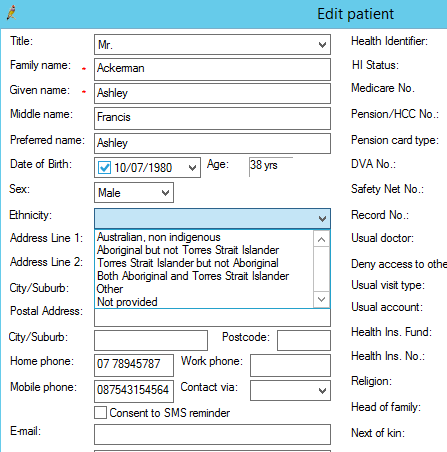 Edit patient
Title: Mr. Health Identifier:
Family name: Ackerman HI Status:
Given name: Ashley Medicare No.
Middle name: Francis Pension/HCC No.:
Preferred name: Ashley Pension card type:
Date of Birth: 10/07/1980 Age: 38 yrs DVA No.:
Sex: Male Safety Net No.:
Ethnicity: Record No.:
Address Line 1: Australian, non indigenous Usual doctor:
Aboriginal but not Torres Strait Islander
Address Line 2: Torres Strait Islander but not Aboriginal Deny access to othe
Both Aboriginal and Torres Strait Islander
City/Suburb: Other Usual visit type:
Not provided
Postal Address: Usual account:
City/Suburb: Postcode: Health Ins. Fund:
Home phone: 07 78945787 Work phone: Health Ins. No.:
Mobile phone: 087543154564 Contact via: Religion:
Consent to SMS reminder Head of family:
E-mail: Next of kin: